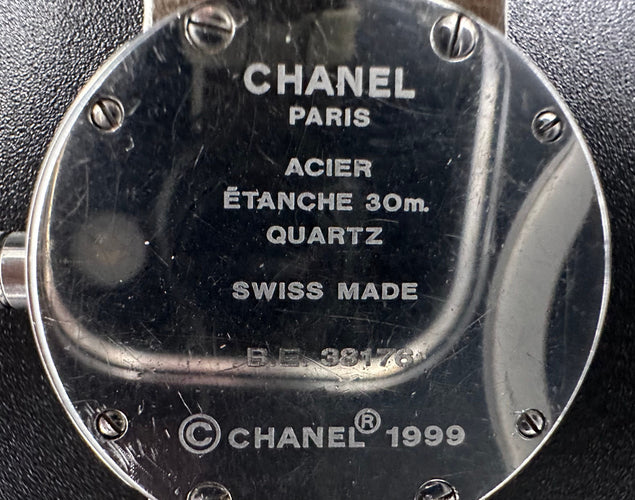 CHANEL
PARIS
ACIER
ÉTANCHE 30m.
QUARTZ
SWISS MADE
B.E. 38176
© CHANEL® 1999